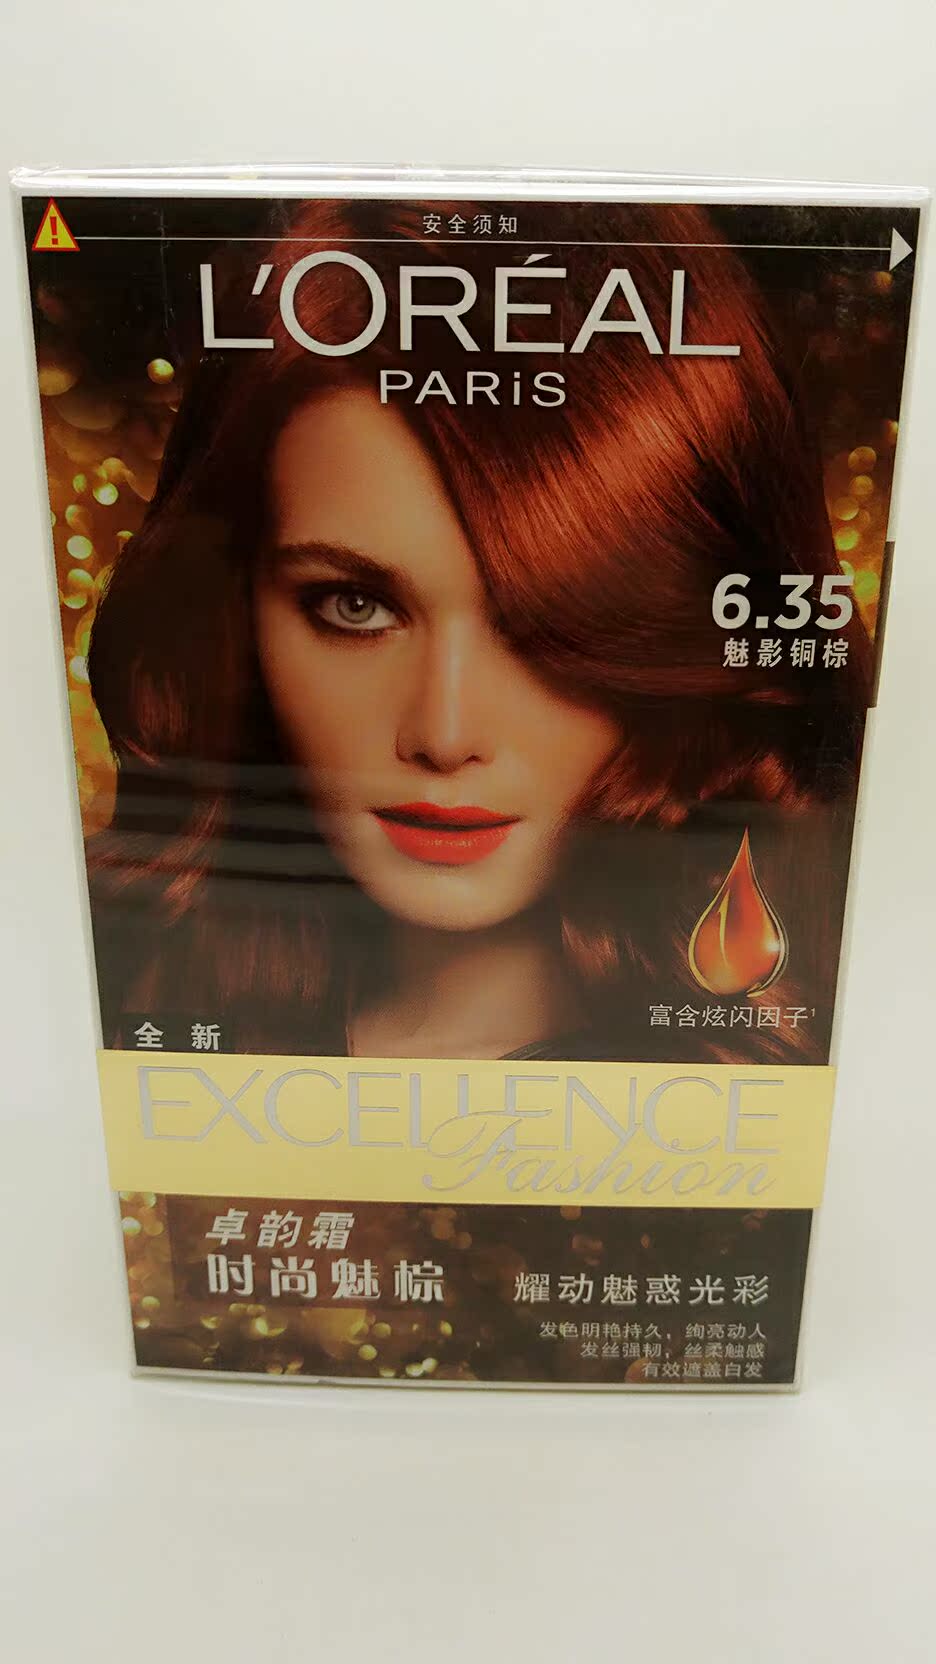 安全须知
L'ORÉAL
PARiS
6.35
魅影铜棕
富含炫闪因子¹
全新
EXCELLENCE
Fashion
卓韵霜
时尚魅棕
耀动魅惑光彩
发色明艳持久，绚亮动人
发丝强韧，丝柔触感
有效遮盖白发